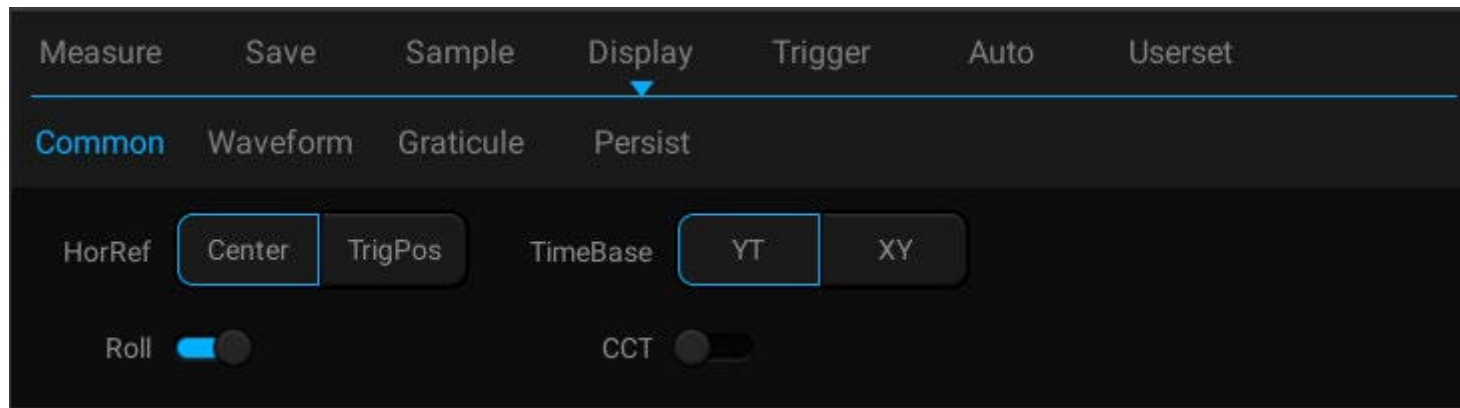 Measure Save Sample Display Trigger Auto Userset
Common Waveform Graticule Persist
HorRef Center TrigPos TimeBase YT XY
Roll CCT